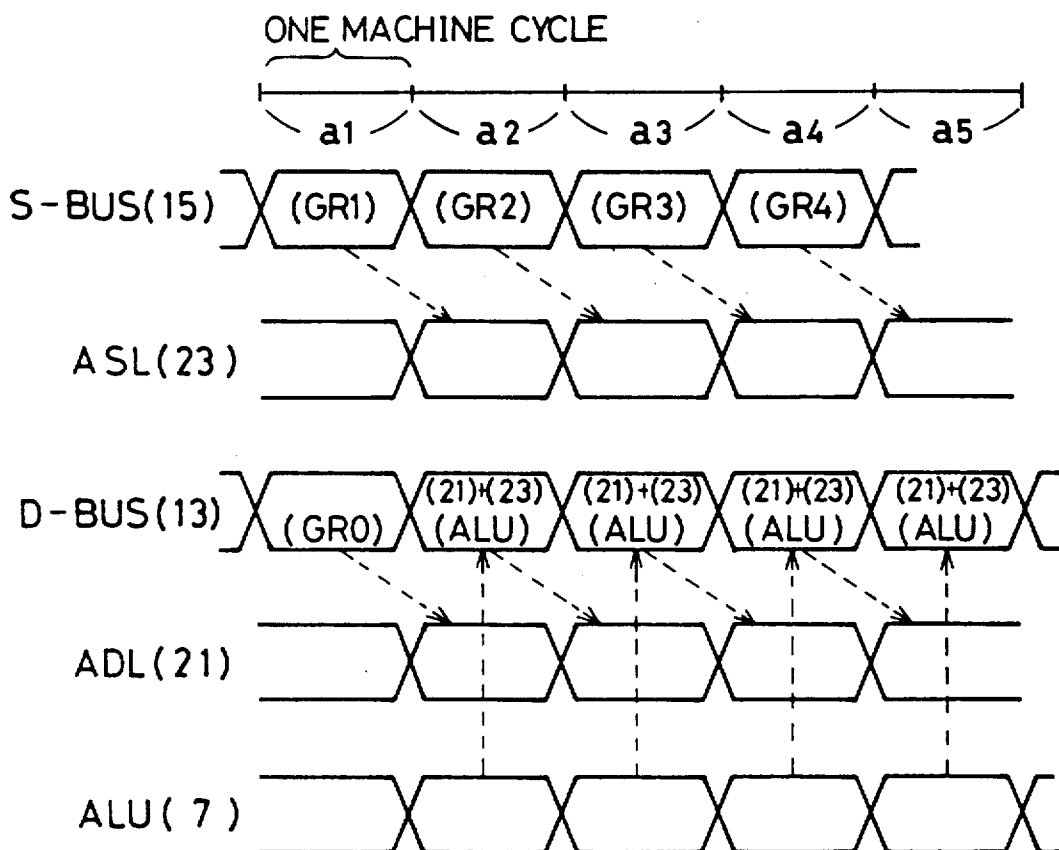 ONE MACHINE CYCLE
a1 a2 a3 a4 a5
S-BUS(15) (GR1) (GR2) (GR3) (GR4)
ASL(23)
(21)+(23) (21)+(23) (21)+(23) (21)+(23)
D-BUS(13) (GR0) (ALU) (ALU) (ALU) (ALU)
ADL(21)
ALU(7)